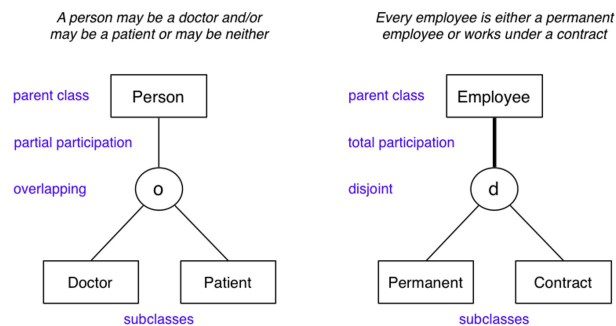 A person may be a doctor and/or
may be a patient or may be neither
parent class
Person
partial participation
overlapping
o
Doctor
Patient
subclasses
Every employee is either a permanent
employee or works under a contract
parent class
Employee
total participation
disjoint
d
Permanent
Contract
subclasses